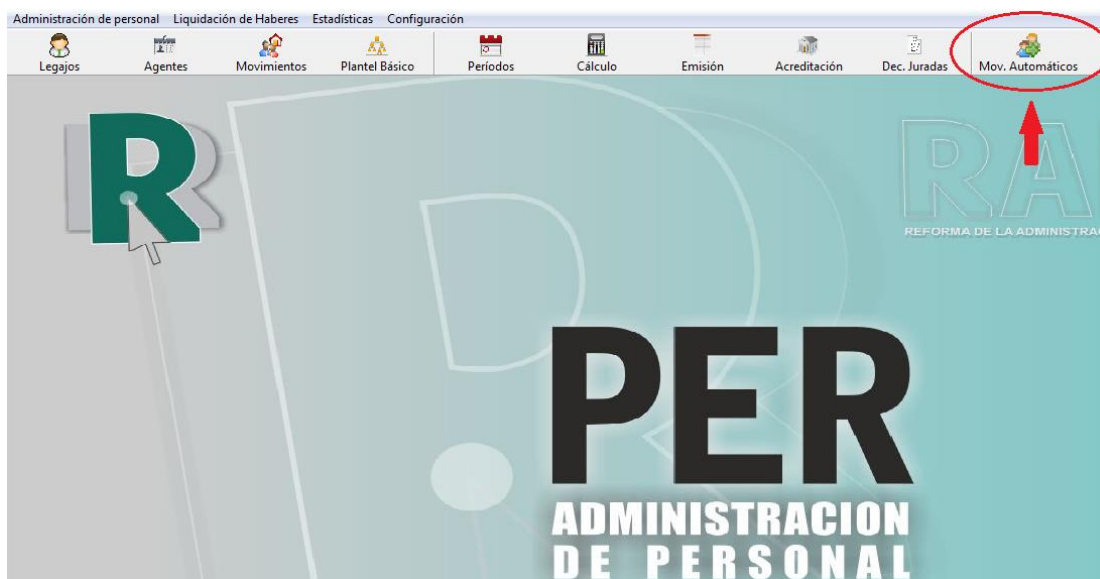 Administración de personal Liquidación de Haberes Estadísticas Configuración
Legajos Agentes Movimientos Plantel Básico Períodos Cálculo Emisión Acreditación Dec. Juradas Mov. Automáticos
R
RA
REFORMA DE LA
PER
ADMINISTRACION
DE PERSONAL